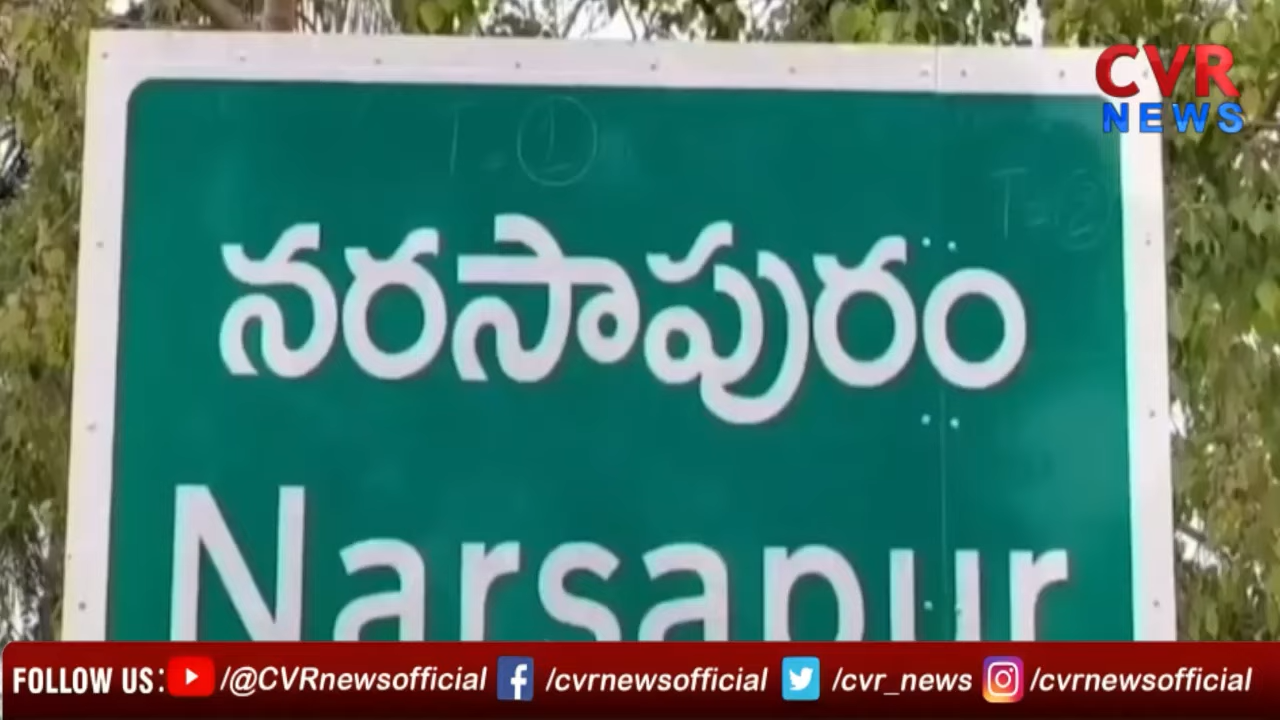 CVR
NEWS
నరసాపురం
Narsapur
FOLLOW US: /@CVRnewsofficial /cvrnewsofficial /cvr_news /cvrnewsofficial